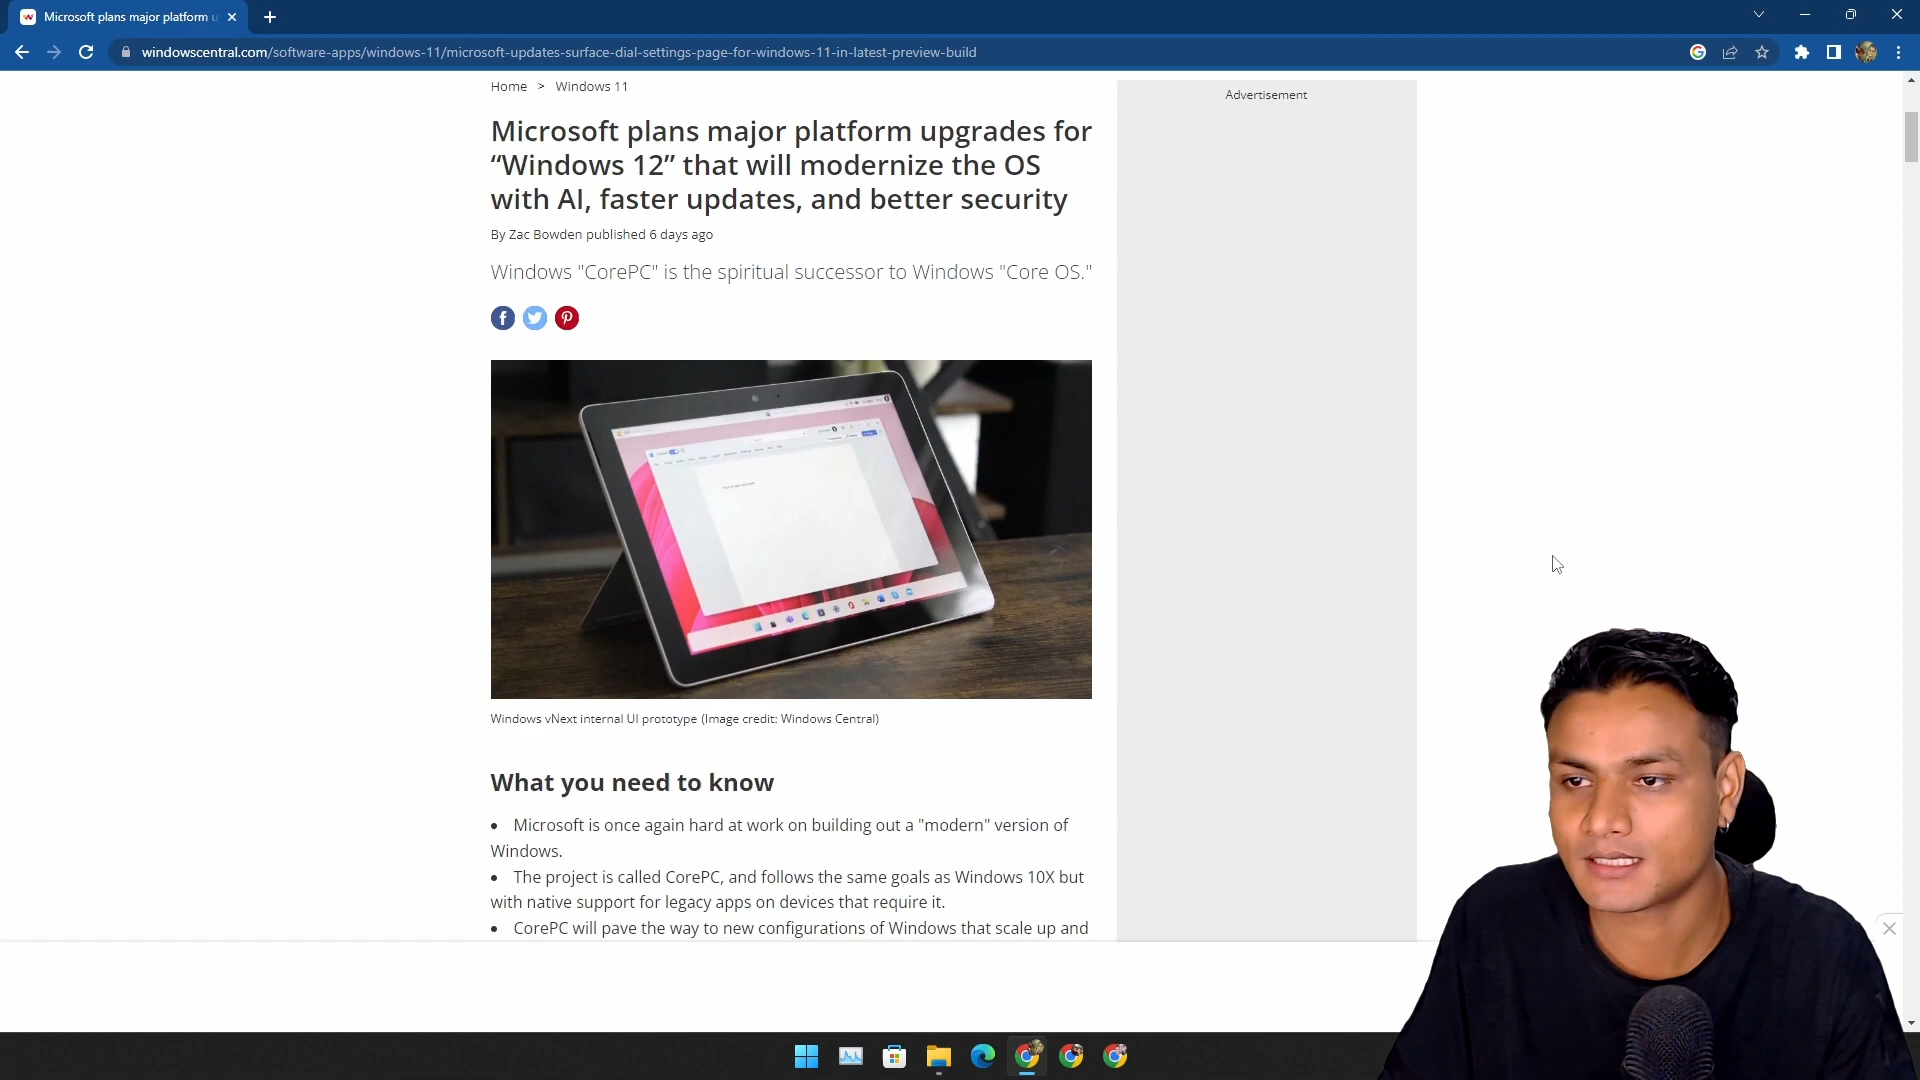 Microsoft plans major platform u
windowscentral.com/software-apps/windows-11/microsoft-updates-surface-dial-settings-page-for-windows-11-in-latest-preview-build
Home > Windows 11
Advertisement
Microsoft plans major platform upgrades for
“Windows 12” that will modernize the OS
with AI, faster updates, and better security
By Zac Bowden published 6 days ago
Windows "CorePC" is the spiritual successor to Windows "Core OS."
Windows vNext internal UI prototype (Image credit: Windows Central)
What you need to know
• Microsoft is once again hard at work on building out a "modern" version of
Windows.
• The project is called CorePC, and follows the same goals as Windows 10X but
with native support for legacy apps on devices that require it.
• CorePC will pave the way to new configurations of Windows that scale up and